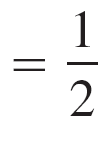 = 1/2